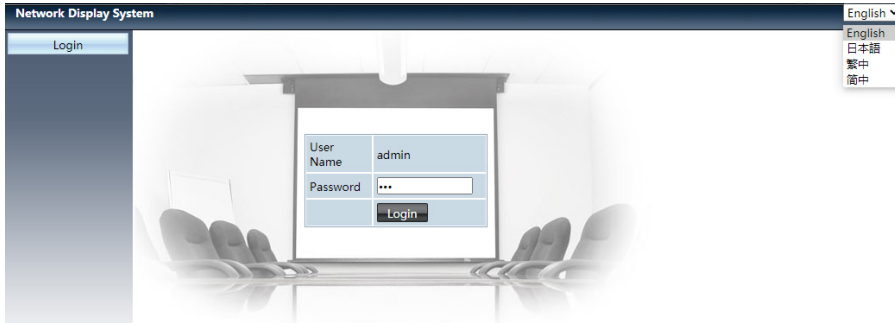 Network Display System
English
English
日本語
繁中
简中
Login
User
Name
admin
Password
•••
Login